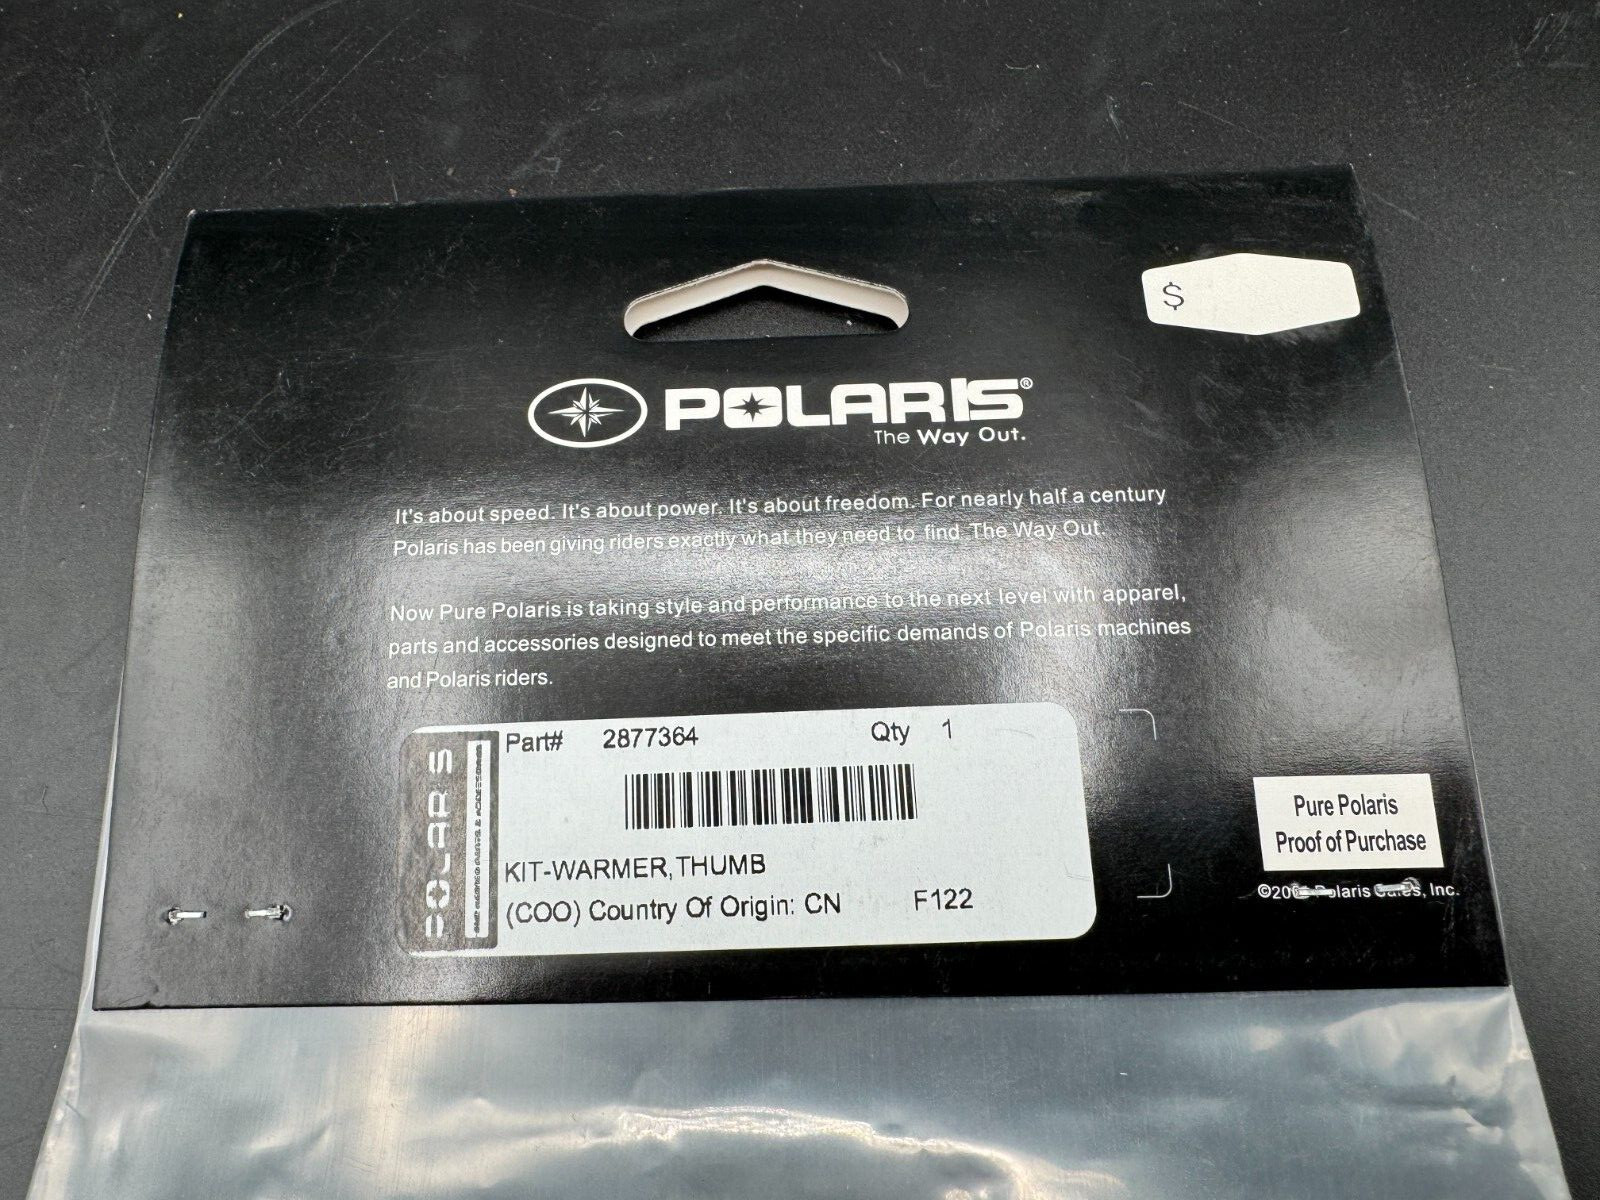 $
POLARIS®
The Way Out.
It's about speed. It's about power. It's about freedom. For nearly half a century
Polaris has been giving riders exactly what they need to find The Way Out.
Now Pure Polaris is taking style and performance to the next level with apparel,
parts and accessories designed to meet the specific demands of Polaris machines
and Polaris riders.
POLARIS
Part# 2877364 Qty 1
KIT-WARMER,THUMB
(COO) Country Of Origin: CN F122
Pure Polaris
Proof of Purchase
Polaris Sales, Inc.